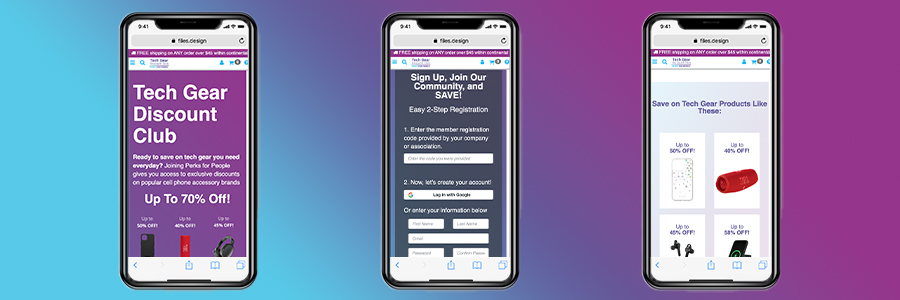 9:41
files.design
FREE shipping on ANY order over $45 within continental
Tech Gear
Tech Gear
Discount
Club
Ready to save on tech gear you need
everyday? Joining Perks for People
gives you access to exclusive discounts
on popular cell phone accessory brands
Up To 70% Off!
Up to
50% OFF!
Up to
40% OFF!
Up to
45% OFF!
9:41
files.design
FREE shipping on ANY order over $45 within continental
Tech Gear
Sign Up, Join Our
Community, and
SAVE!
Easy 2-Step Registration
1. Enter the member registration
code provided by your company
or association.
Enter the code you were provided
2. Now, let's create your account!
Log in with Google
Or enter your information below
First Name
Last Name
Email
Password
Confirm Passw
9:41
files.design
FREE shipping on ANY order over $45 within continental
Tech Gear
Save on Tech Gear Products Like
These:
Up to
50% OFF!
Up to
40% OFF!
Up to
45% OFF!
Up to
58% OFF!